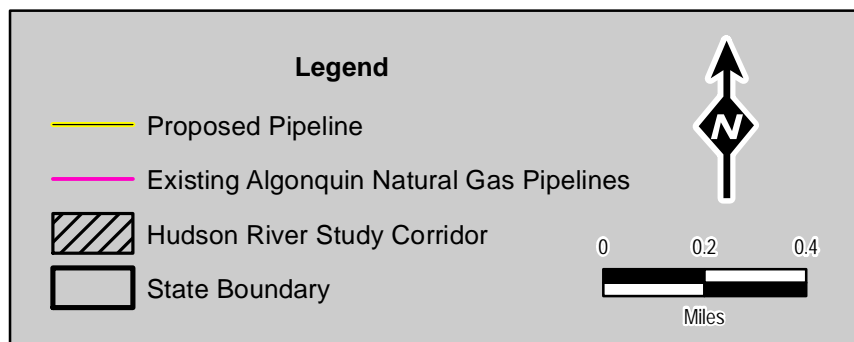 Legend
Proposed Pipeline
Existing Algonquin Natural Gas Pipelines
Hudson River Study Corridor
State Boundary
N
0 0.2 0.4
Miles